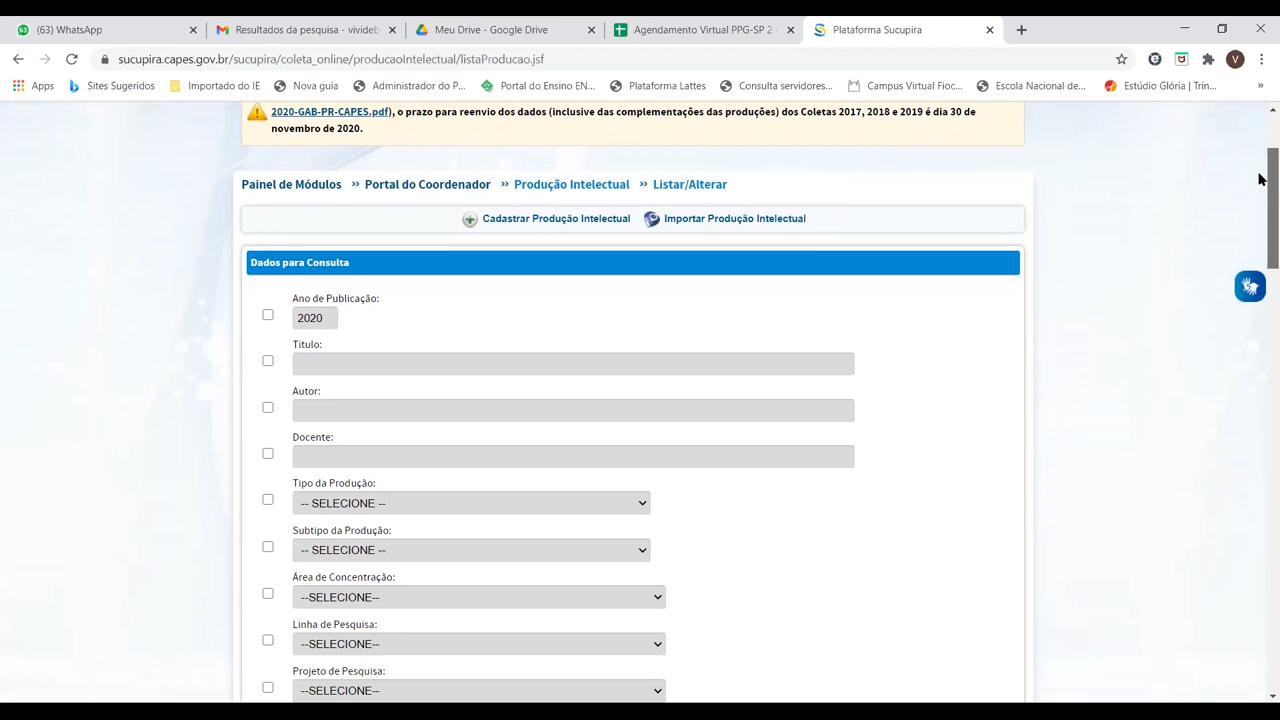 (63) WhatsApp
Resultados da pesquisa - vivideb
Meu Drive - Google Drive
Agendamento Virtual PPG-SP 2 -
Plataforma Sucupira
sucupira.capes.gov.br/sucupira/coleta_online/producaoIntelectual/listaProducao.jsf
V
Apps
Sites Sugeridos
Importado do IE
Nova guia
Administrador do P...
Portal do Ensino EN...
Plataforma Lattes
Consulta servidores...
Campus Virtual Fioc...
Escola Nacional de...
Estúdio Glória | Trin...
»
2020-GAB-PR-CAPES.pdf), o prazo para reenvio dos dados (inclusive das complementações das produções) dos Coletas 2017, 2018 e 2019 é dia 30 de
novembro de 2020.
Painel de Módulos » Portal do Coordenador » Produção Intelectual » Listar/Alterar
Cadastrar Produção Intelectual Importar Produção Intelectual
Dados para Consulta
Ano de Publicação:
2020
Título:
Autor:
Docente:
Tipo da Produção:
-- SELECIONE --
Subtipo da Produção:
-- SELECIONE --
Área de Concentração:
--SELECIONE--
Linha de Pesquisa:
--SELECIONE--
Projeto de Pesquisa:
--SELECIONE--